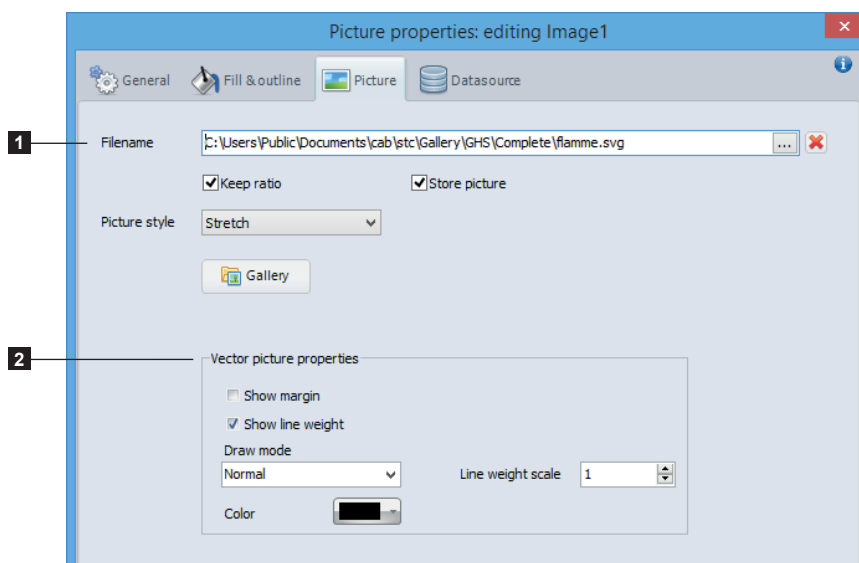 Picture properties: editing Image1
General Fill & outline Picture Datasource
1 Filename C:\Users\Public\Documents\cab\stc\Gallery\GHS\Complete\flamme.svg ...
Keep ratio Store picture
Picture style Stretch
Gallery
2 Vector picture properties
Show margin
Show line weight
Draw mode
Normal Line weight scale 1
Color